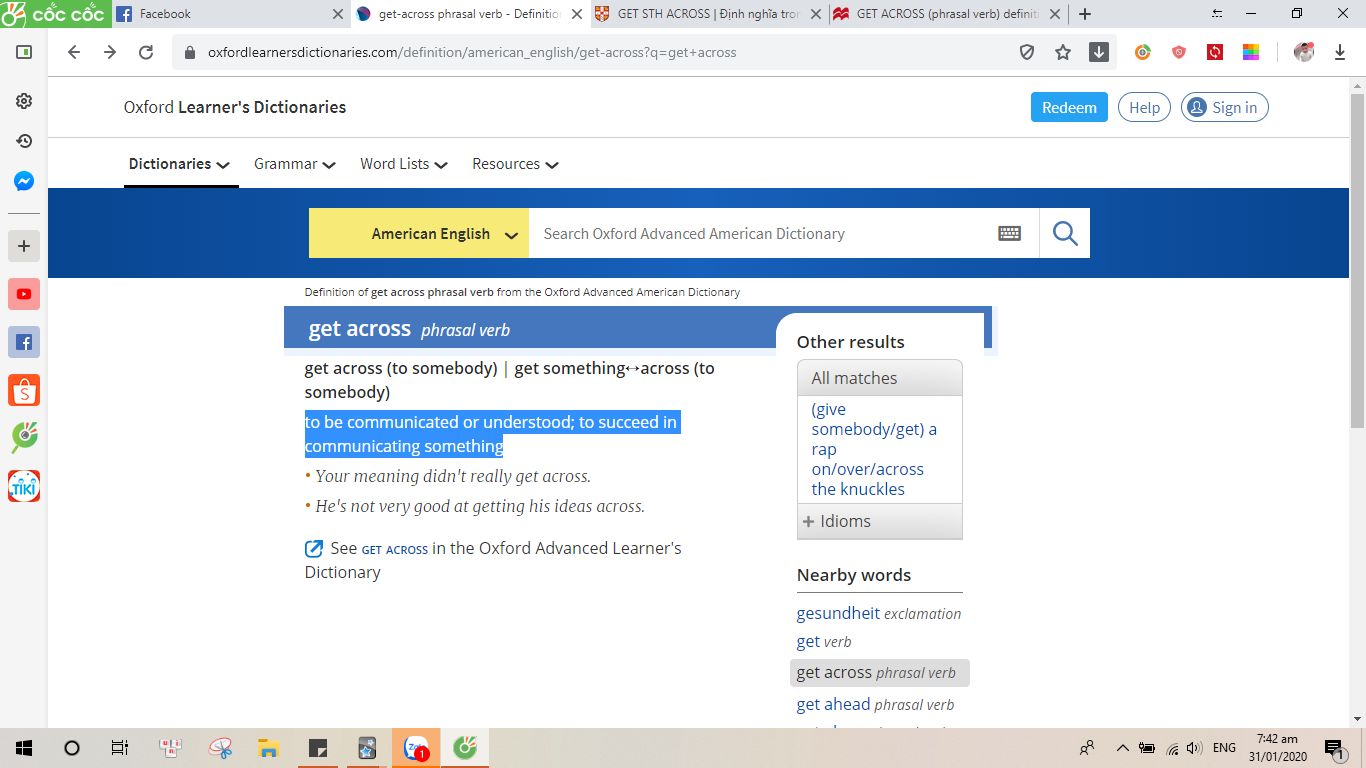 cốc cốc
Facebook
get-across phrasal verb - Definitio
GET STH ACROSS | Định nghĩa tron
GET ACROSS (phrasal verb) definiti
oxfordlearnersdictionaries.com/definition/american_english/get-across?q=get+across
Oxford Learner's Dictionaries
Redeem
Help
Sign in
Dictionaries
Grammar
Word Lists
Resources
American English
Search Oxford Advanced American Dictionary
Definition of get across phrasal verb from the Oxford Advanced American Dictionary
get across phrasal verb
get across (to somebody) | get something↔across (to
somebody)
to be communicated or understood; to succeed in
communicating something
• Your meaning didn't really get across.
• He's not very good at getting his ideas across.
See GET ACROSS in the Oxford Advanced Learner's
Dictionary
Other results
All matches
(give
somebody/get) a
rap
on/over/across
the knuckles
+ Idioms
Nearby words
gesundheit exclamation
get verb
get across phrasal verb
get ahead phrasal verb
TIKI
1
ENG
7:42 am
31/01/2020
1